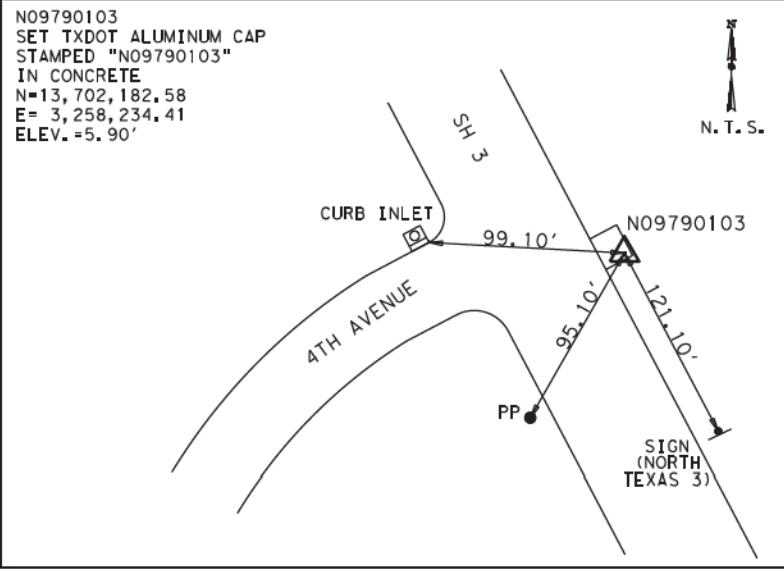 N09790103
SET TXDOT ALUMINUM CAP
STAMPED "N09790103"
IN CONCRETE
N=13,702,182.58
E= 3,258,234.41
ELEV.=5.90'
N
N.T.S.
SH 3
CURB INLET
99.10'
N09790103
4TH AVENUE
95.10'
121.10'
PP
SIGN
(NORTH
TEXAS 3)